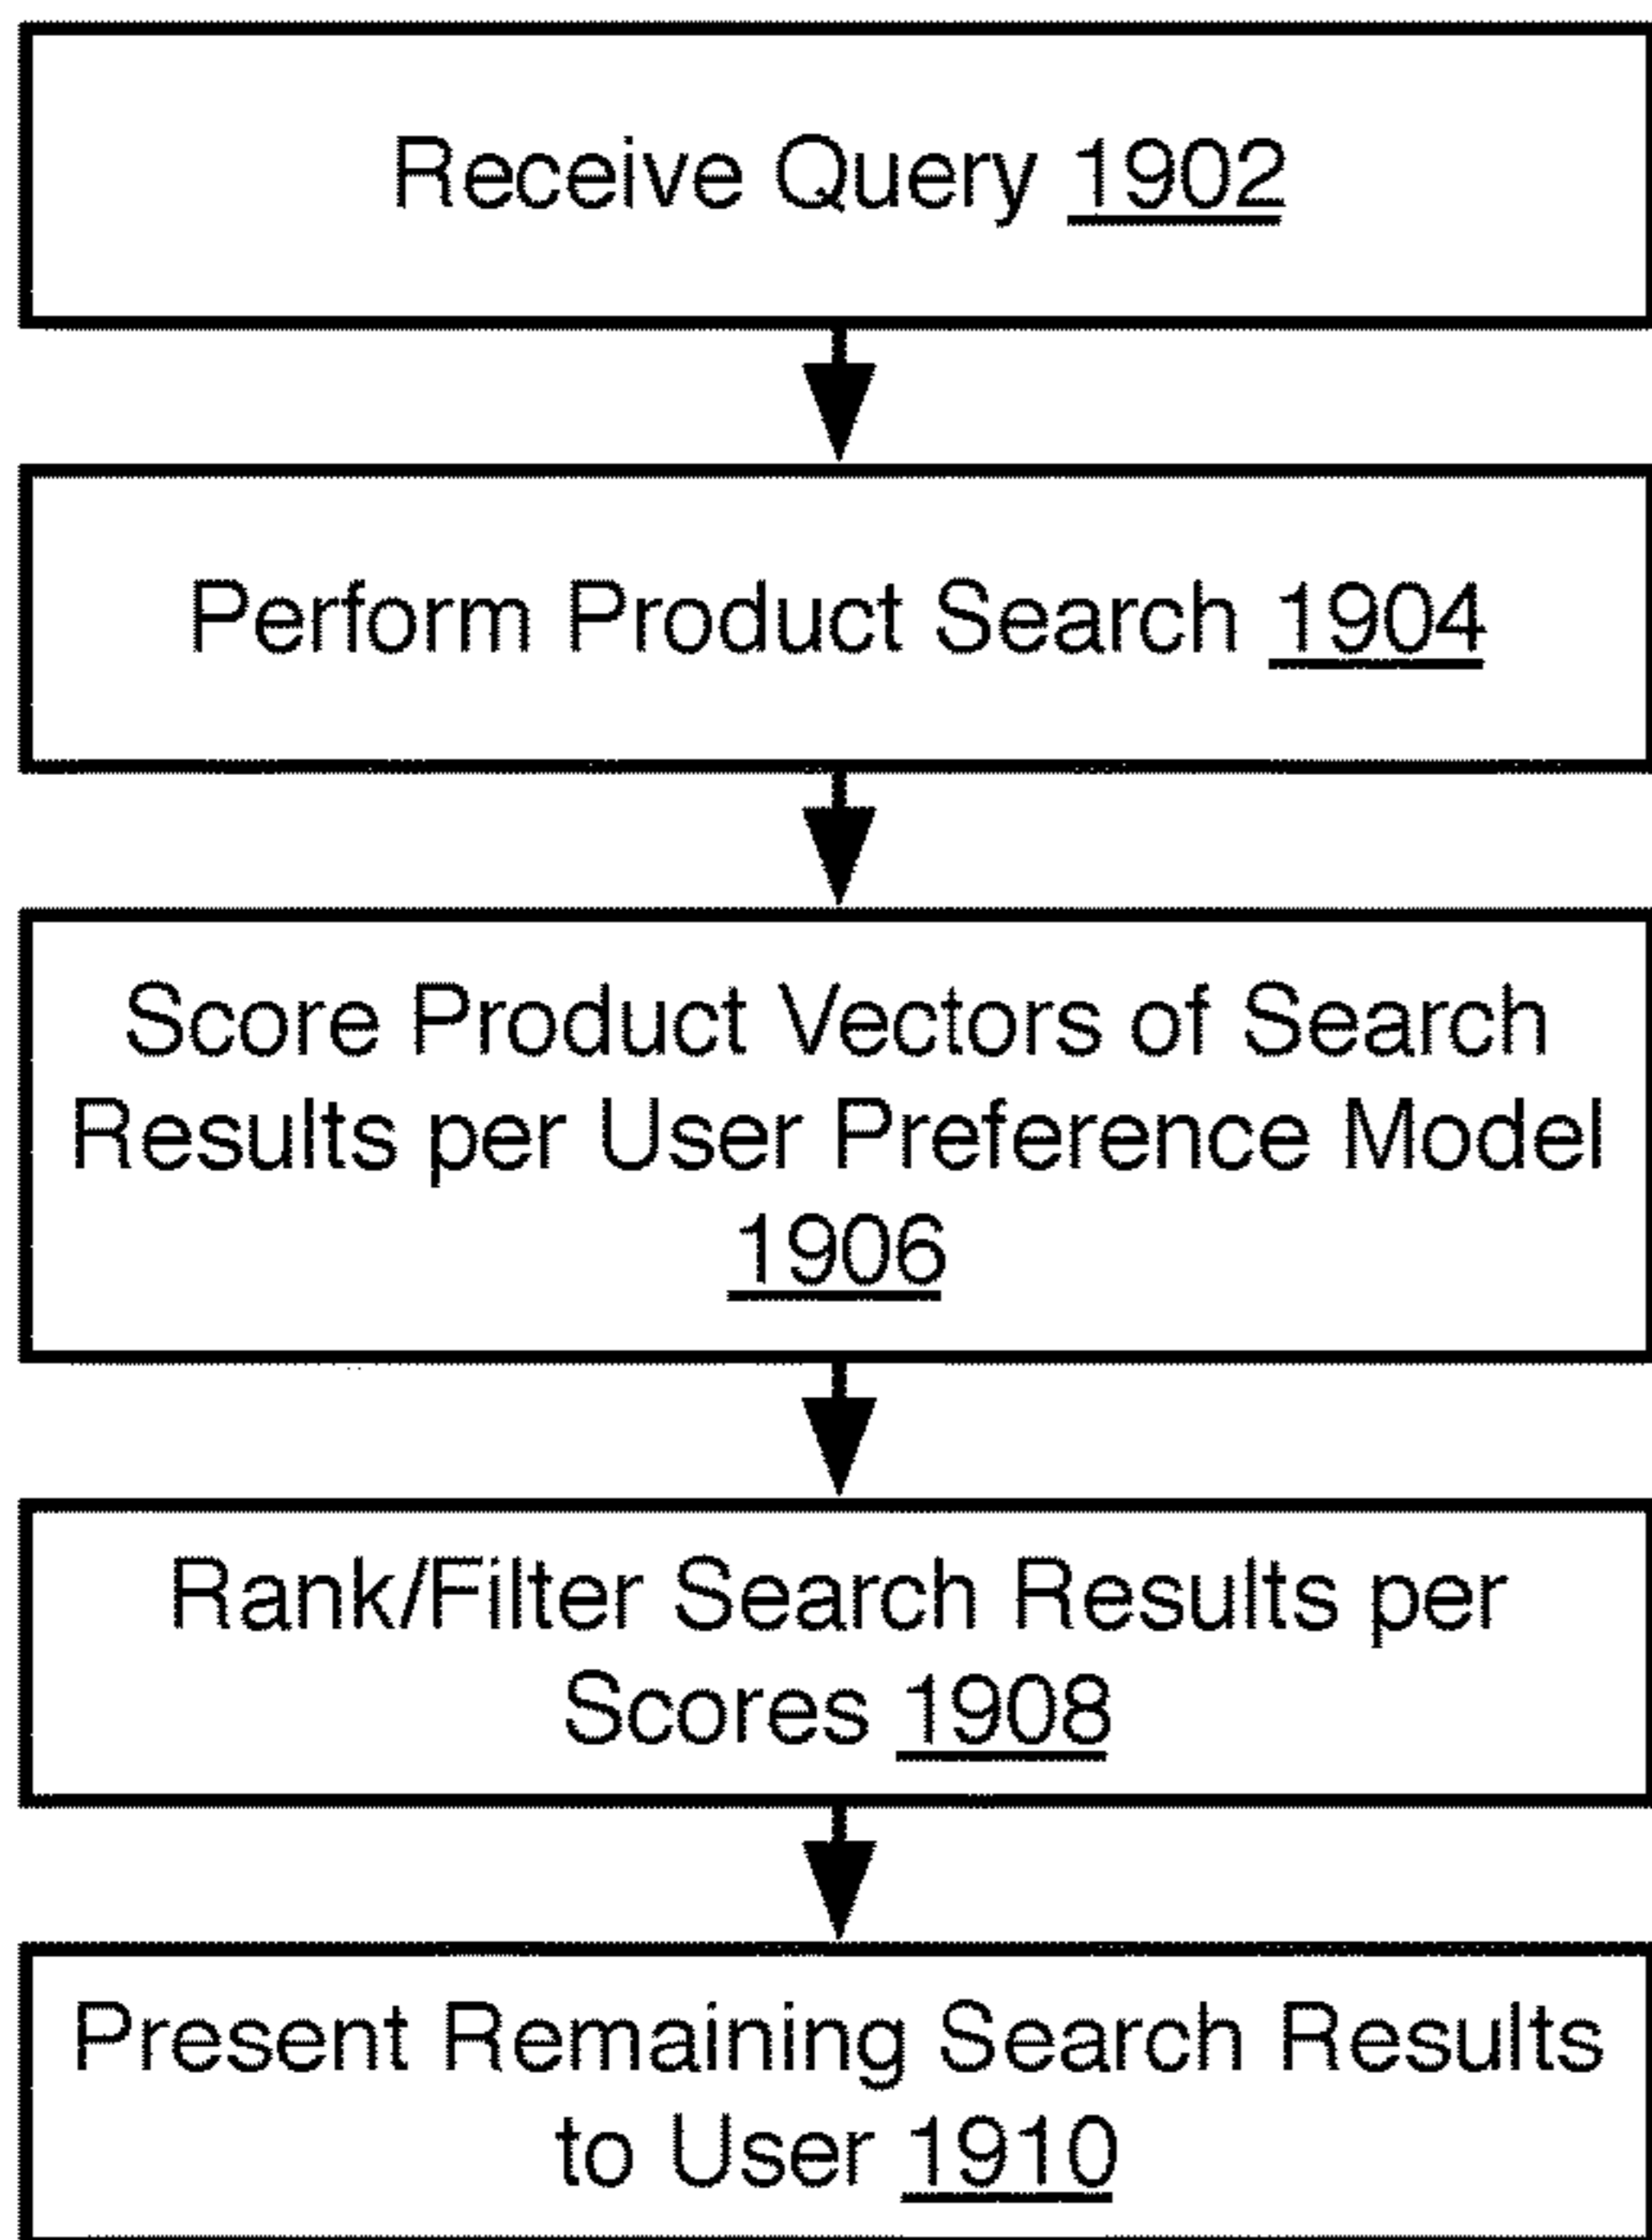 Receive Query 1902
Perform Product Search 1904
Score Product Vectors of Search
Results per User Preference Model
1906
Rank/Filter Search Results per
Scores 1908
Present Remaining Search Results
to User 1910